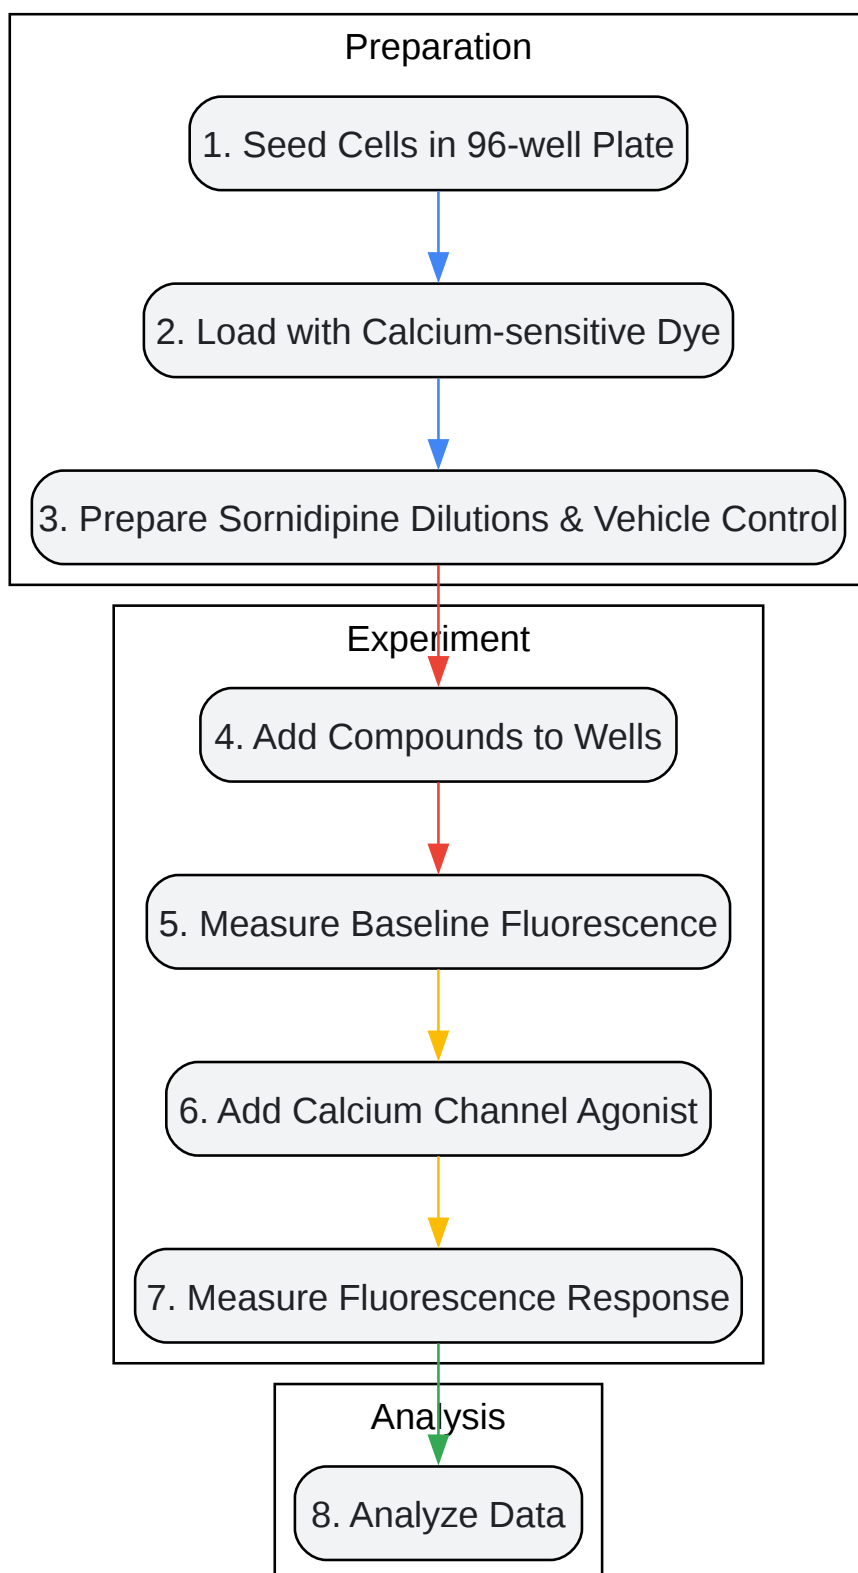 Preparation
1. Seed Cells in 96-well Plate
2. Load with Calcium-sensitive Dye
3. Prepare Sornidipine Dilutions & Vehicle Control
Experiment
4. Add Compounds to Wells
5. Measure Baseline Fluorescence
6. Add Calcium Channel Agonist
7. Measure Fluorescence Response
Analysis
8. Analyze Data